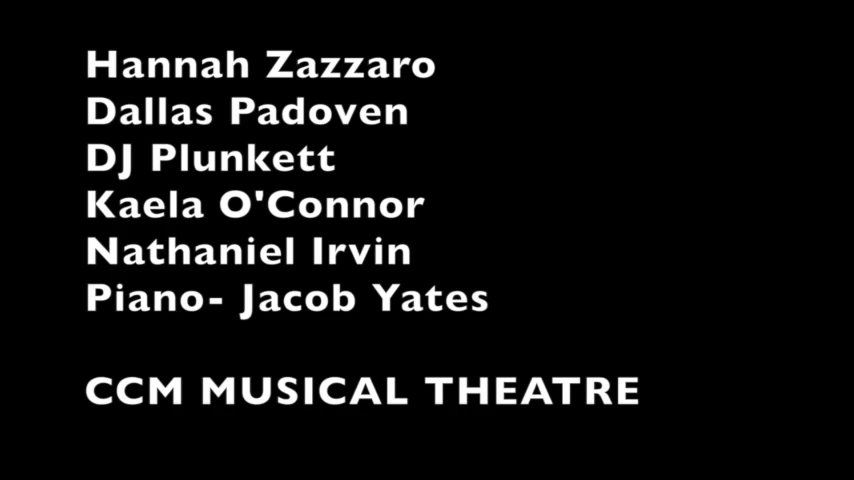 Hannah Zazzaro
Dallas Padoven
DJ Plunkett
Kaela O'Connor
Nathaniel Irvin
Piano- Jacob Yates
CCM MUSICAL THEATRE